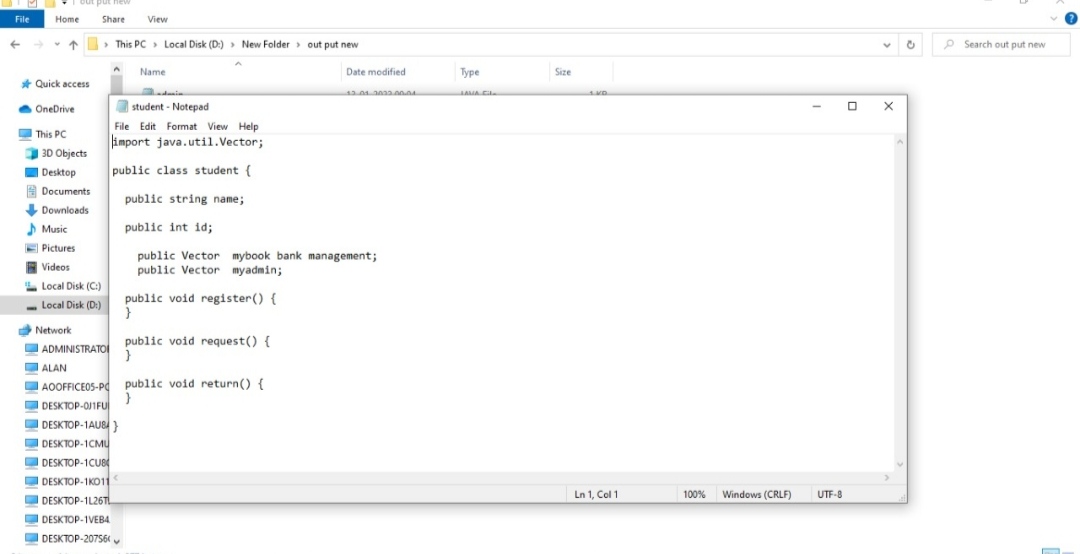 File Home Share View
This PC > Local Disk (D:) > New Folder > out put new
Search out put new
Name Date modified Type Size
Quick access
OneDrive
This PC
3D Objects
Desktop
Documents
Downloads
Music
Pictures
Videos
Local Disk (C:)
Local Disk (D:)
Network
ADMINISTRATO
ALAN
AOOFFICE05-PC
DESKTOP-0J1FU
DESKTOP-1AU8
DESKTOP-1CMU
DESKTOP-1CU8
DESKTOP-1KO11
DESKTOP-1L26T
DESKTOP-1VEB4
DESKTOP-207S6
student - Notepad
File Edit Format View Help
import java.util.Vector;
public class student {
public string name;
public int id;
public Vector  mybook bank management;
public Vector  myadmin;
public void register() {
}
public void request() {
}
public void return() {
}
}
Ln 1, Col 1 100% Windows (CRLF) UTF-8